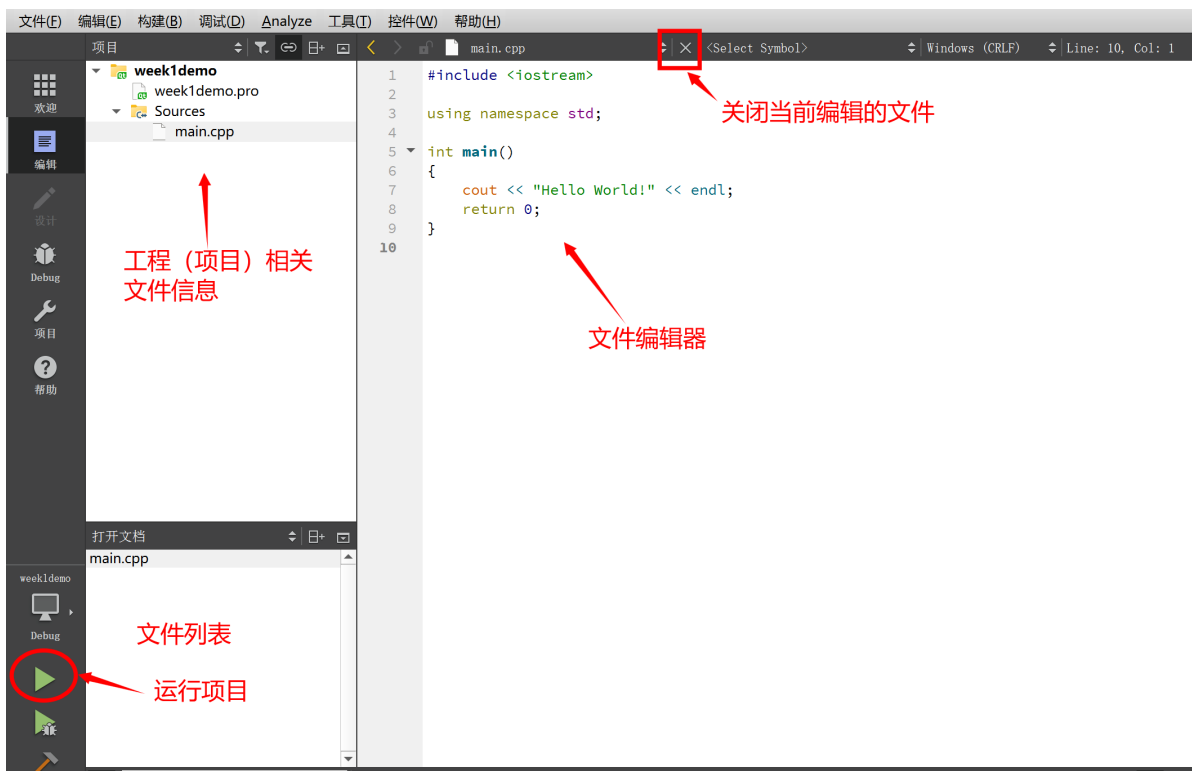 文件(F) 编辑(E) 构建(B) 调试(D) Analyze 工具(T) 控件(W) 帮助(H)
项目
main.cpp
<Select Symbol>
Windows (CRLF)
Line: 10, Col: 1
欢迎
编辑
设计
Debug
项目
帮助
week1demo
week1demo.pro
Sources
main.cpp
工程（项目）相关
文件信息
1 #include <iostream>
2
3 using namespace std;
4
5 int main()
6 {
7 cout << "Hello World!" << endl;
8 return 0;
9 }
10
关闭当前编辑的文件
文件编辑器
打开文档
main.cpp
文件列表
运行项目
week1demo
Debug